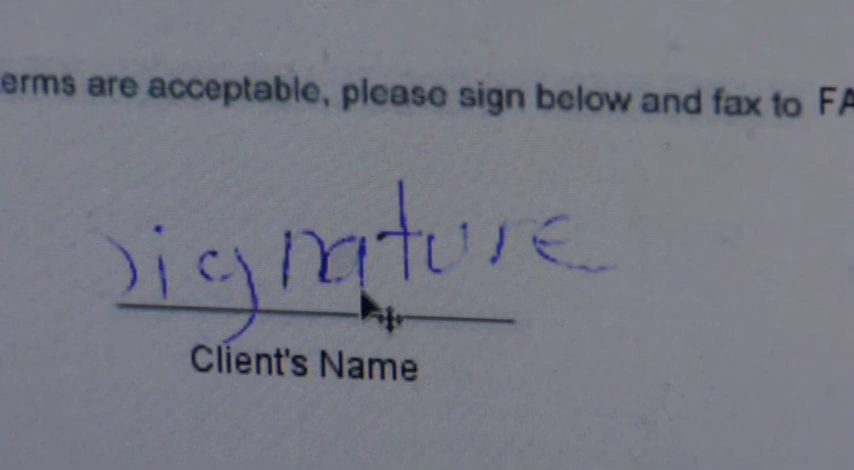 erms are acceptable, please sign below and fax to FA
signature
Client's Name